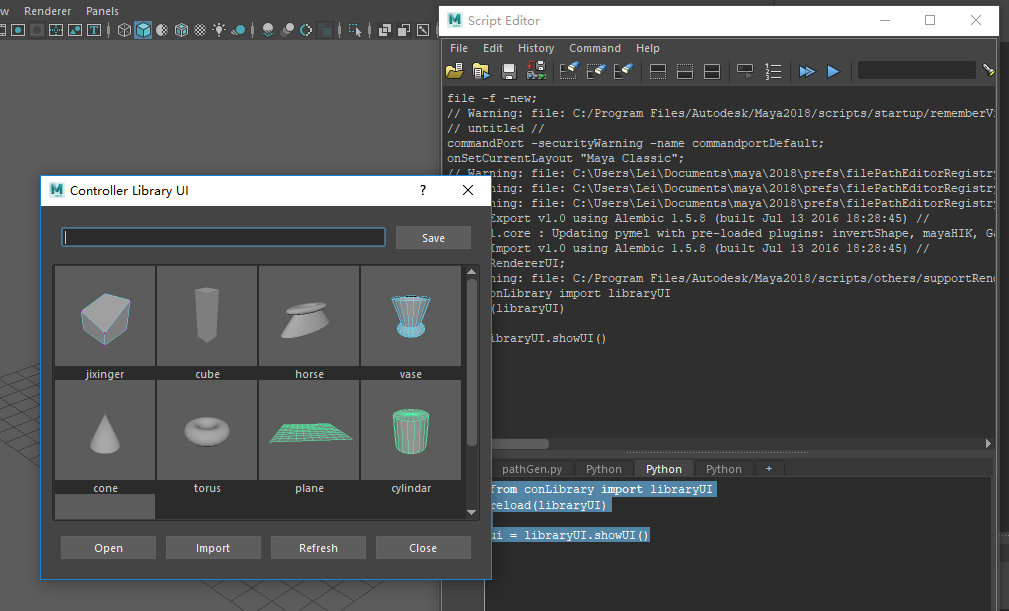 w Renderer Panels
Script Editor
File Edit History Command Help
file -f -new;
// Warning: file: C:/Program Files/Autodesk/Maya2018/scripts/startup/rememberVi
// untitled //
commandPort -securityWarning -name commandportDefault;
onSetCurrentLayout "Maya Classic";
// Warning: file: C:\Users\Lei\Documents\maya\2018\prefs\filePathEditorRegistry
ning: file: C:\Users\Lei\Documents\maya\2018\prefs\filePathEditorRegistry
ning: file: C:\Users\Lei\Documents\maya\2018\prefs\filePathEditorRegistry
Export v1.0 using Alembic 1.5.8 (built Jul 13 2016 18:28:45) //
l.core : Updating pymel with pre-loaded plugins: invertShape, mayaHIK, Ga
Import v1.0 using Alembic 1.5.8 (built Jul 13 2016 18:28:45) //
RendererUI;
ning: file: C:/Program Files/Autodesk/Maya2018/scripts/others/supportRend
onLibrary import libraryUI
(libraryUI)
ibraryUI.showUI()
Controller Library UI
?
Save
jixinger cube horse vase
cone torus plane cylindar
Open Import Refresh Close
pathGen.py Python Python Python +
from conLibrary import libraryUI
reload(libraryUI)
ui = libraryUI.showUI()